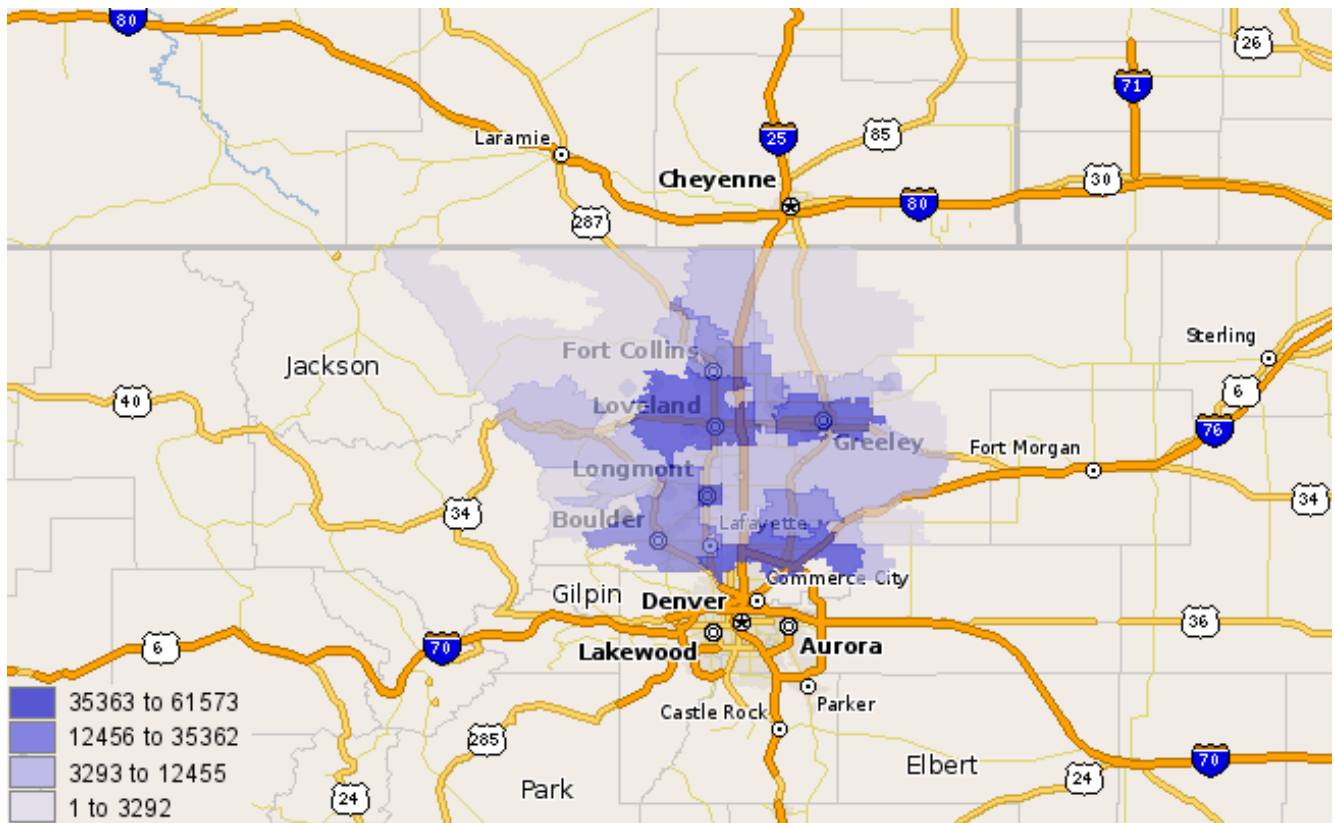 80
26
71
Laramie
25
85
Cheyenne
30
80
287
Sterling
Fort Collins
Jackson
6
40
Loveland
76
Greeley
Fort Morgan
Longmont
34
34
Boulder
Lafayette
Commerce City
Gilpin
Denver
36
6
70
Lakewood
Aurora
35363 to 61573
Parker
Castle Rock
12456 to 35362
285
70
3293 to 12455
Elbert
24
Park
24
1 to 3292